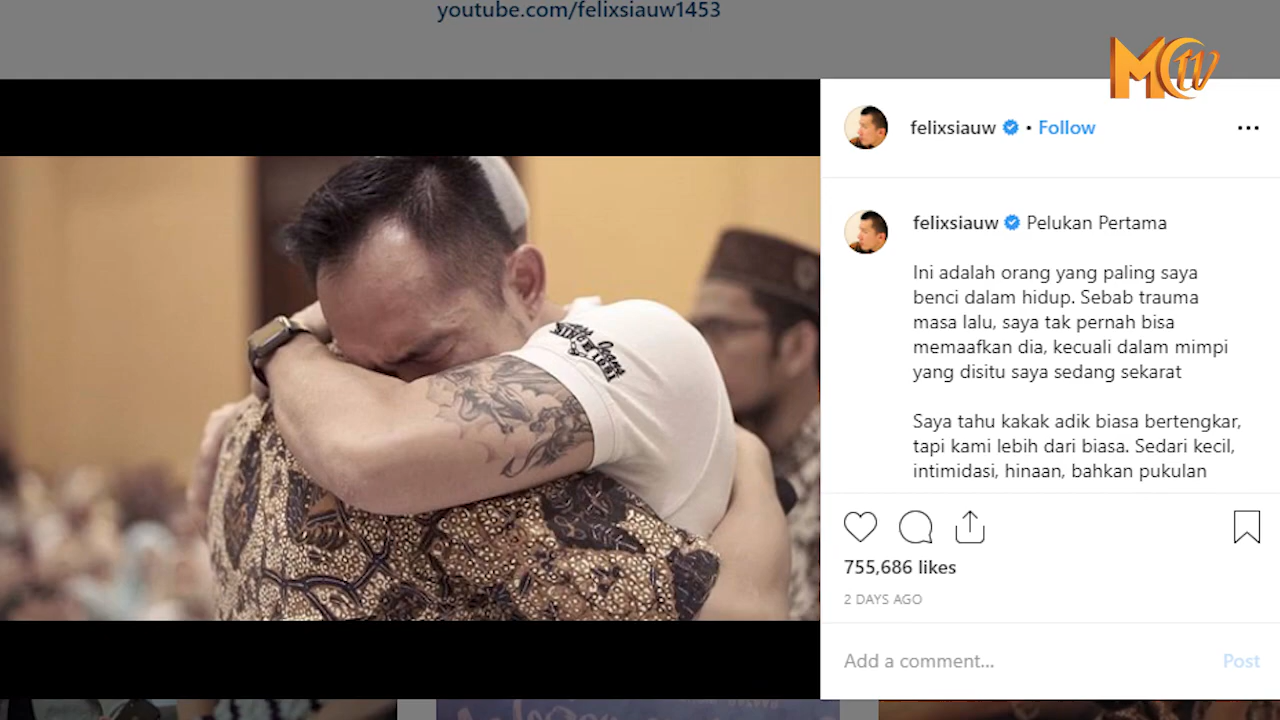 youtube.com/felixsiauw1453
MCtv
felixsiauw • Follow
felixsiauw Pelukan Pertama
Ini adalah orang yang paling saya
benci dalam hidup. Sebab trauma
masa lalu, saya tak pernah bisa
memaafkan dia, kecuali dalam mimpi
yang disitu saya sedang sekarat
Saya tahu kakak adik biasa bertengkar,
tapi kami lebih dari biasa. Sedari kecil,
intimidasi, hinaan, bahkan pukulan
755,686 likes
2 DAYS AGO
Add a comment...
Post